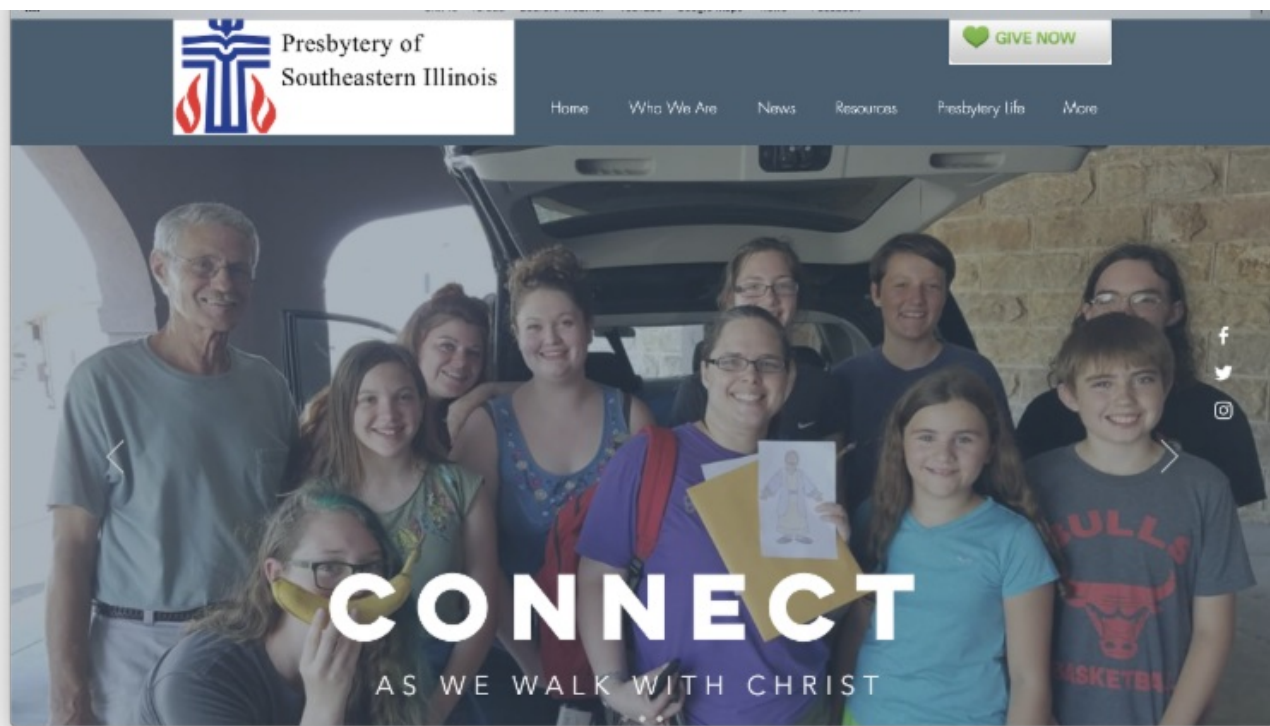 Presbytery of
Southeastern Illinois
GIVE NOW
Home Who We Are News Resources Presbytery Life More
BULLS
BASKETBA
CONNECT
AS WE WALK WITH CHRIST